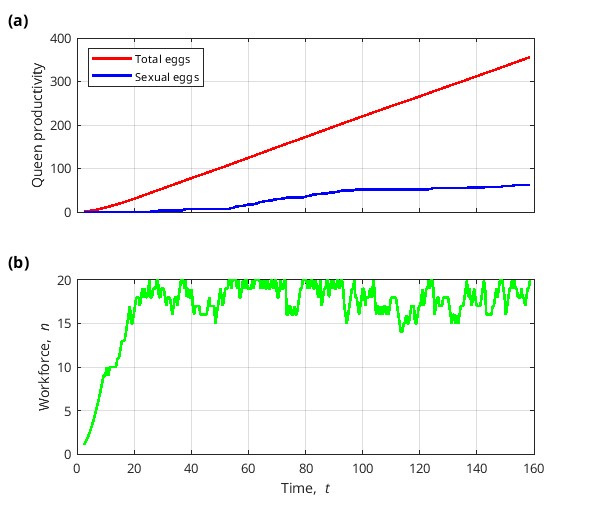 (a)
400
300
200
100
0
Queen productivity
Total eggs
Sexual eggs
(b)
20
15
10
5
0
Workforce, n
0 20 40 60 80 100 120 140 160
Time, t